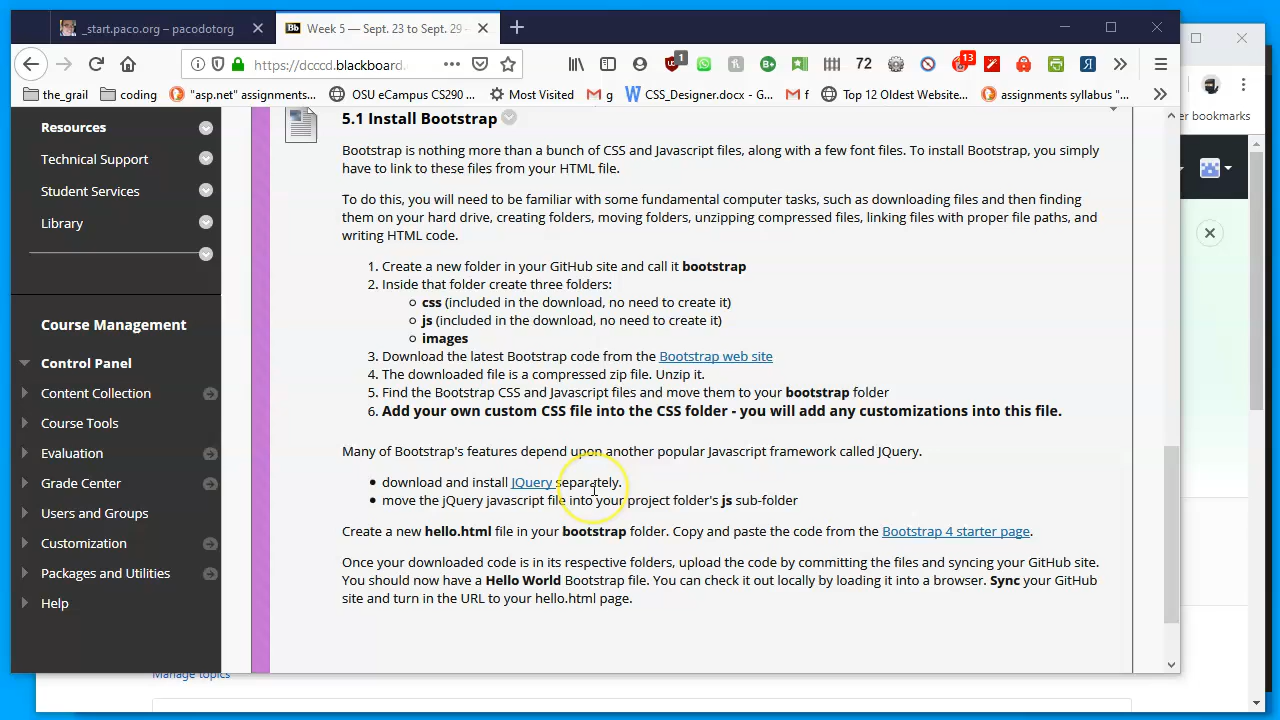 _start.paco.org – pacodotorg
Bb Week 5 — Sept. 23 to Sept. 29 -
https://dcccd.blackboard.
1
72
13
the_grail
coding
"asp.net" assignments...
OSU eCampus CS290 ...
Most Visited
g
CSS_Designer.docx - G...
f
Top 12 Oldest Website...
assignments syllabus "...
er bookmarks
Resources
Technical Support
Student Services
Library
Course Management
Control Panel
Content Collection
Course Tools
Evaluation
Grade Center
Users and Groups
Customization
Packages and Utilities
Help
5.1 Install Bootstrap
Bootstrap is nothing more than a bunch of CSS and Javascript files, along with a few font files. To install Bootstrap, you simply
have to link to these files from your HTML file.
To do this, you will need to be familiar with some fundamental computer tasks, such as downloading files and then finding
them on your hard drive, creating folders, moving folders, unzipping compressed files, linking files with proper file paths, and
writing HTML code.
1. Create a new folder in your GitHub site and call it bootstrap
2. Inside that folder create three folders:
css (included in the download, no need to create it)
js (included in the download, no need to create it)
images
3. Download the latest Bootstrap code from the Bootstrap web site
4. The downloaded file is a compressed zip file. Unzip it.
5. Find the Bootstrap CSS and Javascript files and move them to your bootstrap folder
6. Add your own custom CSS file into the CSS folder - you will add any customizations into this file.
Many of Bootstrap's features depend upon another popular Javascript framework called JQuery.
download and install JQuery separately.
move the jQuery javascript file into your project folder's js sub-folder
Create a new hello.html file in your bootstrap folder. Copy and paste the code from the Bootstrap 4 starter page.
Once your downloaded code is in its respective folders, upload the code by committing the files and syncing your GitHub site.
You should now have a Hello World Bootstrap file. You can check it out locally by loading it into a browser. Sync your GitHub
site and turn in the URL to your hello.html page.
Manage topics